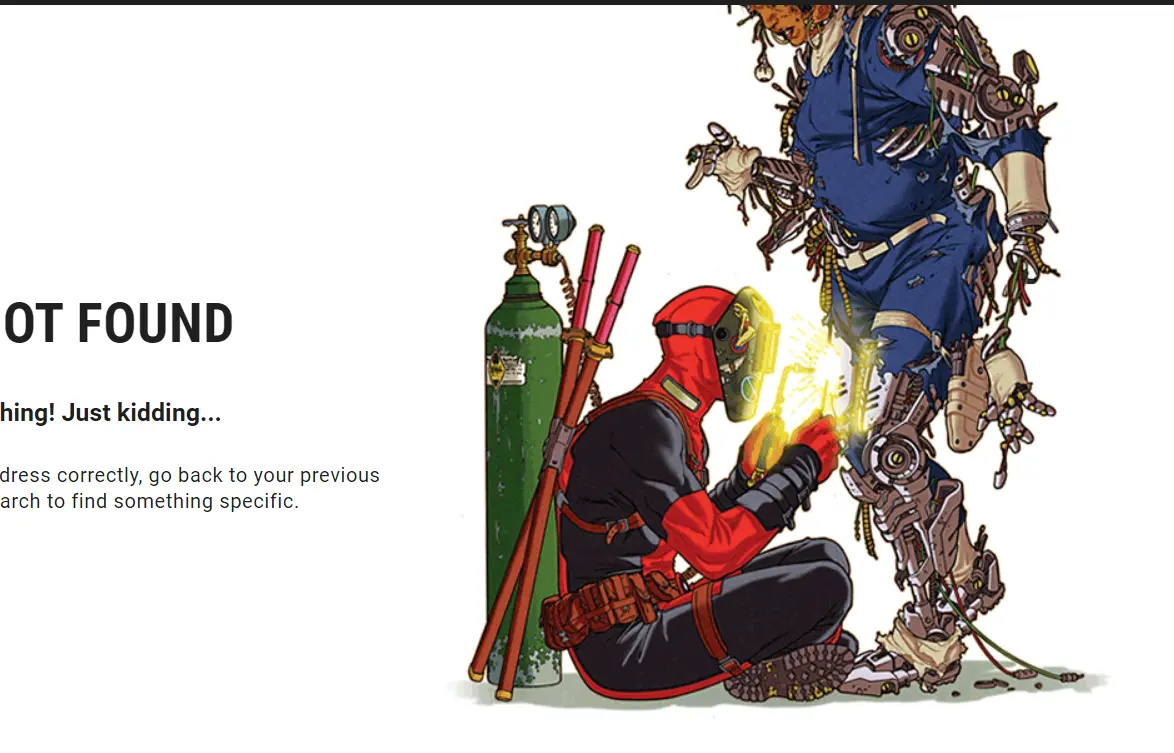 OT FOUND
hing! Just kidding...
dress correctly, go back to your previous
arch to find something specific.